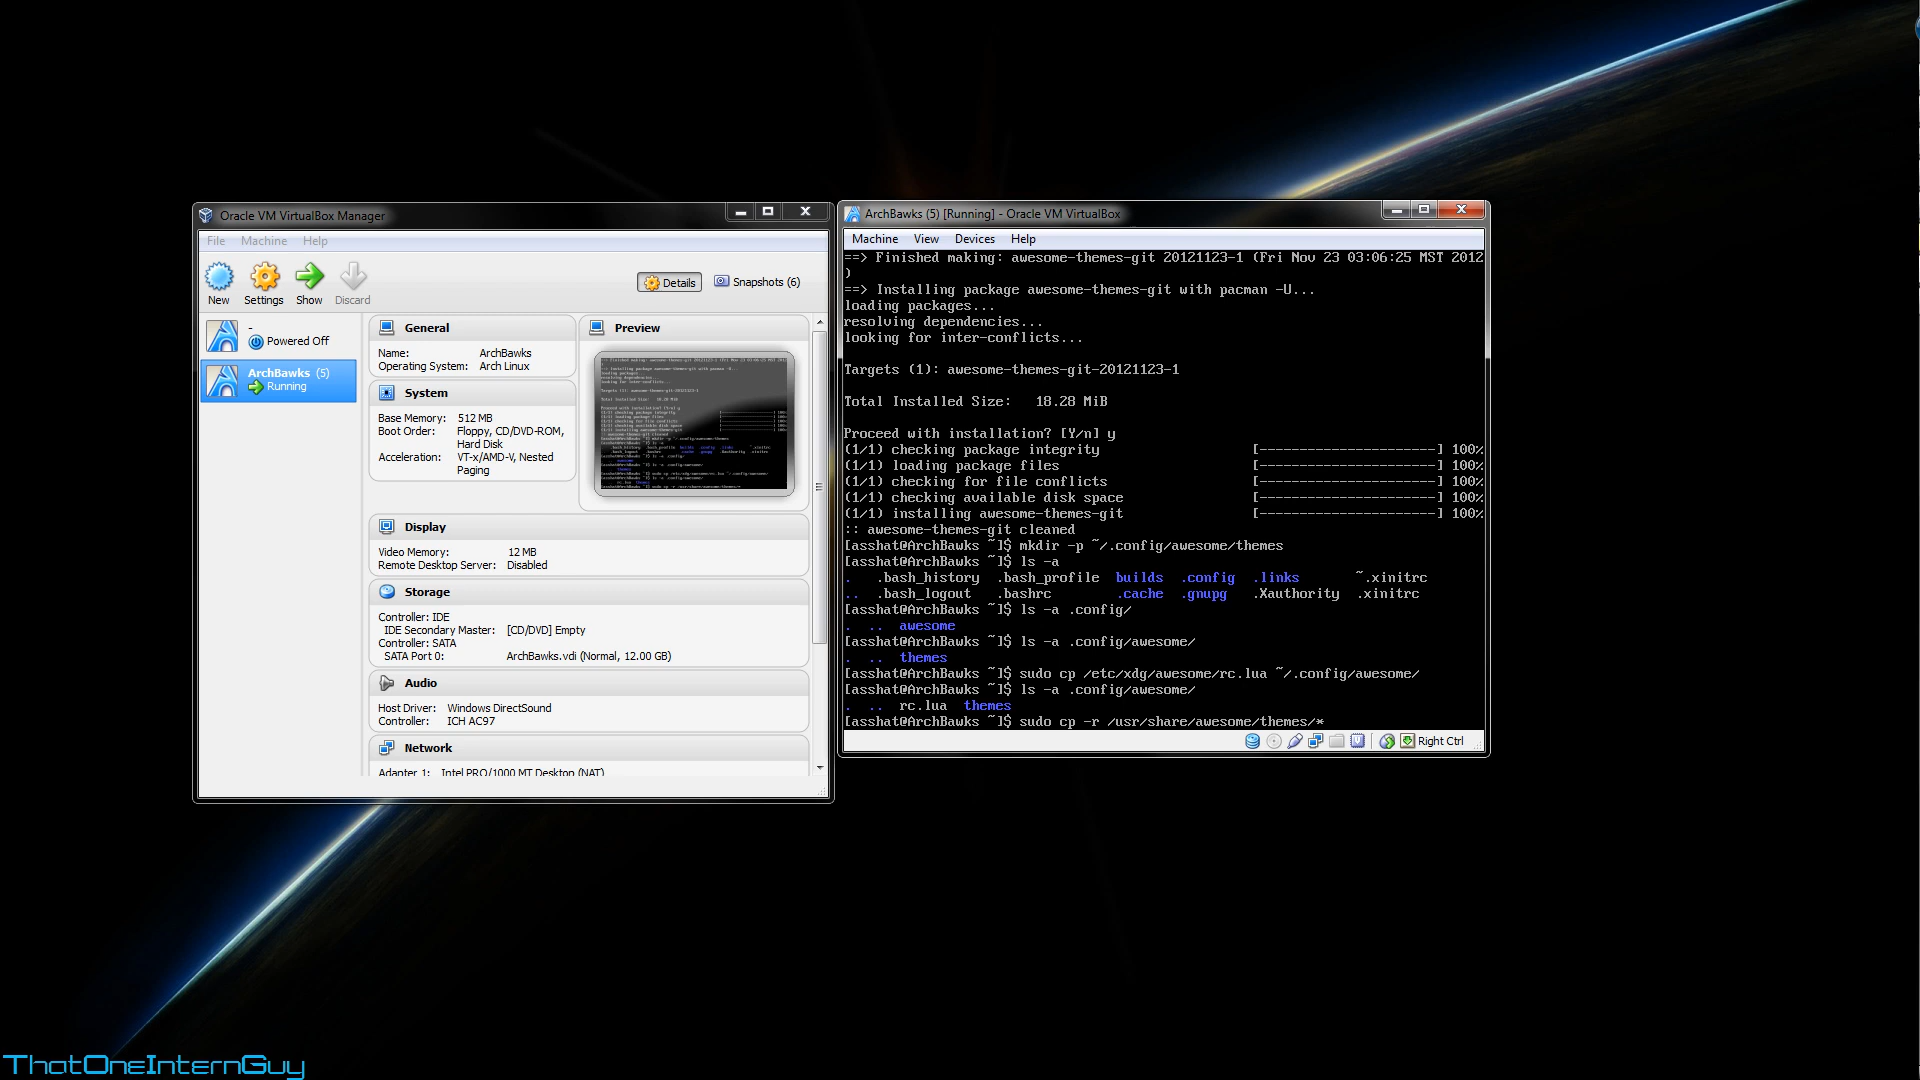 Oracle VM VirtualBox Manager
File Machine Help
New Settings Show Discard
Details Snapshots (6)
-
Powered Off
ArchBawks (5)
Running
General
Name: ArchBawks
Operating System: Arch Linux
System
Base Memory: 512 MB
Boot Order: Floppy, CD/DVD-ROM,
Hard Disk
Acceleration: VT-x/AMD-V, Nested
Paging
Preview
Display
Video Memory: 12 MB
Remote Desktop Server: Disabled
Storage
Controller: IDE
IDE Secondary Master: [CD/DVD] Empty
Controller: SATA
SATA Port 0: ArchBawks.vdi (Normal, 12.00 GB)
Audio
Host Driver: Windows DirectSound
Controller: ICH AC97
Network
Adapter 1: Intel PRO/1000 MT Desktop (NAT)
ArchBawks (5) [Running] - Oracle VM VirtualBox
Machine View Devices Help
==> Finished making: awesome-themes-git 20121123-1 (Fri Nov 23 03:06:25 MST 2012
)
==> Installing package awesome-themes-git with pacman -U...
loading packages...
resolving dependencies...
looking for inter-conflicts...
Targets (1): awesome-themes-git-20121123-1
Total Installed Size: 18.28 MiB
Proceed with installation? [Y/n] y
(1/1) checking package integrity [----------------------] 100%
(1/1) loading package files [----------------------] 100%
(1/1) checking for file conflicts [----------------------] 100%
(1/1) checking available disk space [----------------------] 100%
(1/1) installing awesome-themes-git [----------------------] 100%
:: awesome-themes-git cleaned
[asshat@ArchBawks ~]$ mkdir -p ~/.config/awesome/themes
[asshat@ArchBawks ~]$ ls -a
. .bash_history .bash_profile builds .config .links ~.xinitrc
.. .bash_logout .bashrc .cache .gnupg .Xauthority .xinitrc
[asshat@ArchBawks ~]$ ls -a .config/
. .. awesome
[asshat@ArchBawks ~]$ ls -a .config/awesome/
. .. themes
[asshat@ArchBawks ~]$ sudo cp /etc/xdg/awesome/rc.lua ~/.config/awesome/
[asshat@ArchBawks ~]$ ls -a .config/awesome/
. .. rc.lua themes
[asshat@ArchBawks ~]$ sudo cp -r /usr/share/awesome/themes/*
Right Ctrl
ThatOneInternGuy